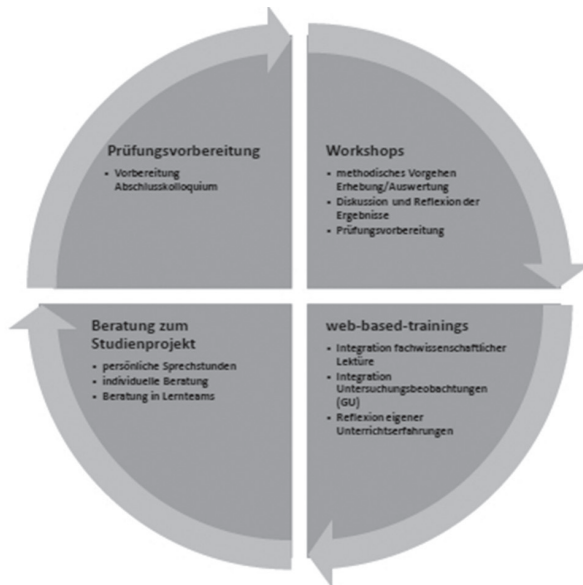 Prüfungsvorbereitung
▪ Vorbereitung
Abschlusskolloquium
Workshops
▪ methodisches Vorgehen
Erhebung/Auswertung
▪ Diskussion und Reflexion der
Ergebnisse
▪ Prüfungsvorbereitung
Beratung zum
Studienprojekt
▪ persönliche Sprechstunden
▪ individuelle Beratung
▪ Beratung in Lernteams
web-based-trainings
▪ Integration fachwissenschaftlicher
Lektüre
▪ Integration
Untersuchungsbeobachtungen
(GU)
▪ Reflexion eigener
Unterrichtserfahrungen